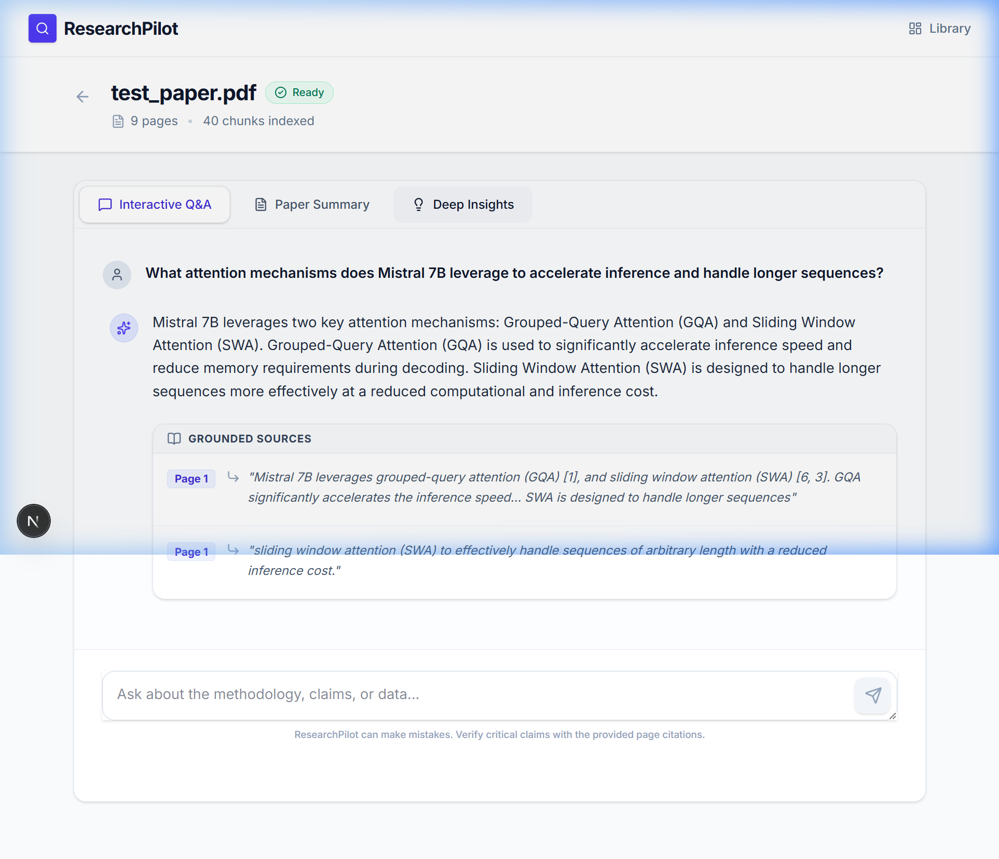 ResearchPilot
Library
test_paper.pdf
Ready
9 pages • 40 chunks indexed
Interactive Q&A
Paper Summary
Deep Insights
What attention mechanisms does Mistral 7B leverage to accelerate inference and handle longer sequences?
Mistral 7B leverages two key attention mechanisms: Grouped-Query Attention (GQA) and Sliding Window
Attention (SWA). Grouped-Query Attention (GQA) is used to significantly accelerate inference speed and
reduce memory requirements during decoding. Sliding Window Attention (SWA) is designed to handle longer
sequences more effectively at a reduced computational and inference cost.
GROUNDED SOURCES
Page 1
"Mistral 7B leverages grouped-query attention (GQA) [1], and sliding window attention (SWA) [6, 3]. GQA
significantly accelerates the inference speed... SWA is designed to handle longer sequences"
N
Page 1
"sliding window attention (SWA) to effectively handle sequences of arbitrary length with a reduced
inference cost."
Ask about the methodology, claims, or data...
ResearchPilot can make mistakes. Verify critical claims with the provided page citations.